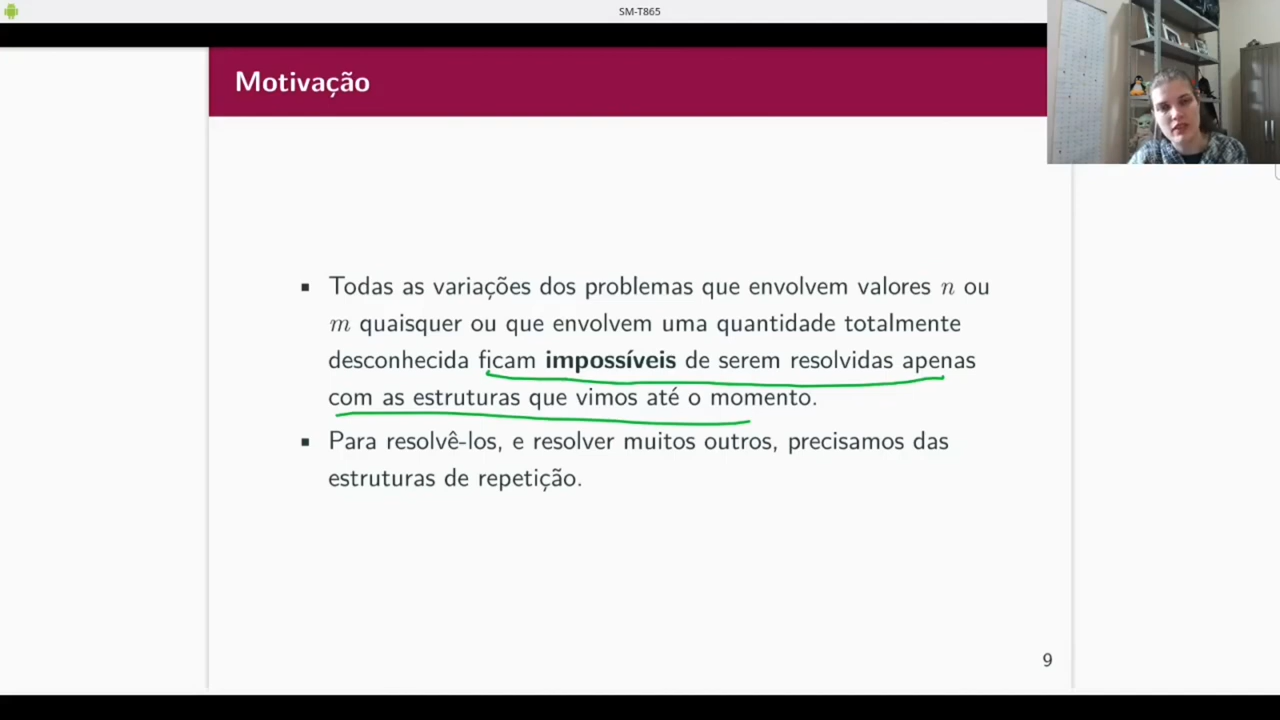 SM-T865
Motivação
▪ Todas as variações dos problemas que envolvem valores n ou
m quaisquer ou que envolvem uma quantidade totalmente
desconhecida ficam impossíveis de serem resolvidas apenas
com as estruturas que vimos até o momento.
▪ Para resolvê-los, e resolver muitos outros, precisamos das
estruturas de repetição.
9